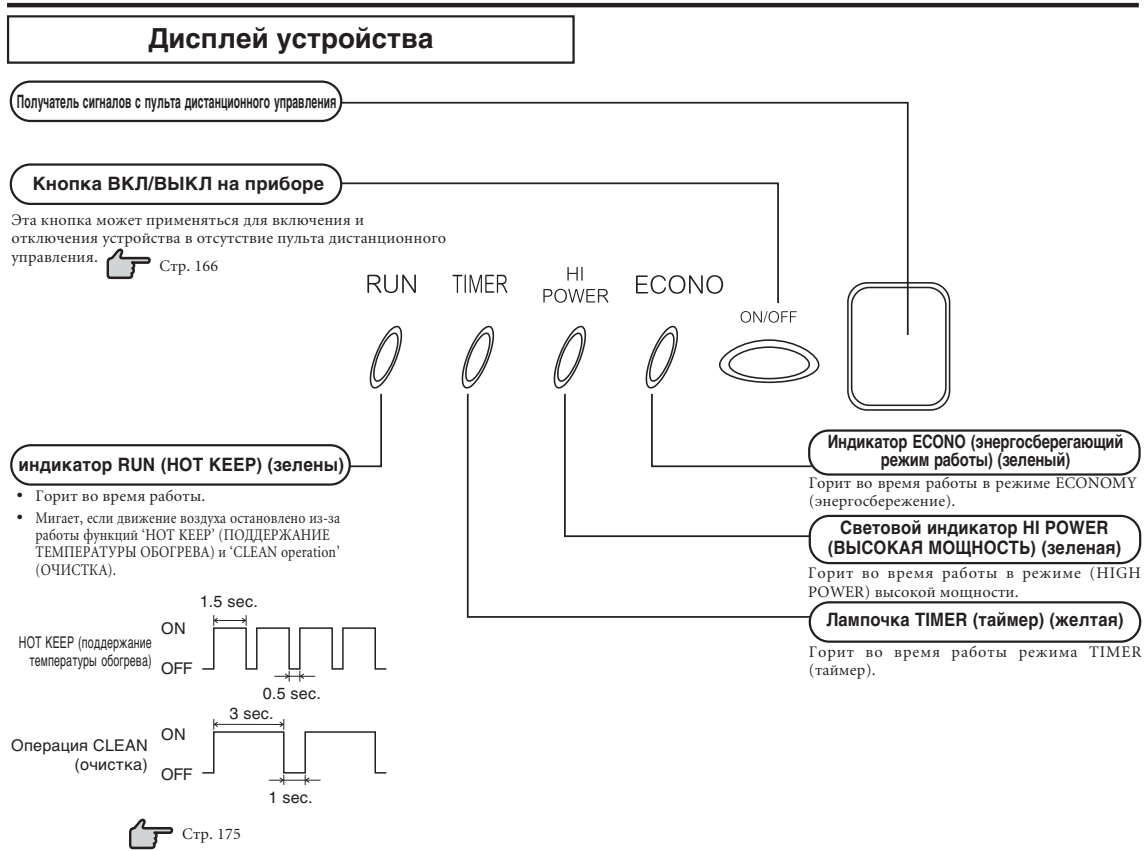 Дисплей устройства
Получатель сигналов с пульта дистанционного управления
Кнопка ВКЛ/ВЫКЛ на приборе
Эта кнопка может применяться для включения и
отключения устройства в отсутствие пульта дистанционного
управления.
Стр. 166
RUN
TIMER
HI
POWER
ECONO
ON/OFF
индикатор RUN (HOT KEEP) (зелены)
• Горит во время работы.
• Мигает, если движение воздуха остановлено из-за
работы функций ‘HOT KEEP’ (ПОДДЕРЖАНИЕ
ТЕМПЕРАТУРЫ ОБОГРЕВА) и ‘CLEAN operation’
(ОЧИСТКА).
1.5 sec.
HOT KEEP (поддержание
температуры обогрева)
ON
OFF
0.5 sec.
3 sec.
Операция CLEAN
(очистка)
ON
OFF
1 sec.
Стр. 175
Индикатор ECONO (энергосберегающий
режим работы) (зеленый)
Горит во время работы в режиме ECONOMY
(энергосбережение).
Световой индикатор HI POWER
(ВЫСОКАЯ МОЩНОСТЬ) (зеленая)
Горит во время работы в режиме (HIGH
POWER) высокой мощности.
Лампочка TIMER (таймер) (желтая)
Горит во время работы режима TIMER
(таймер).